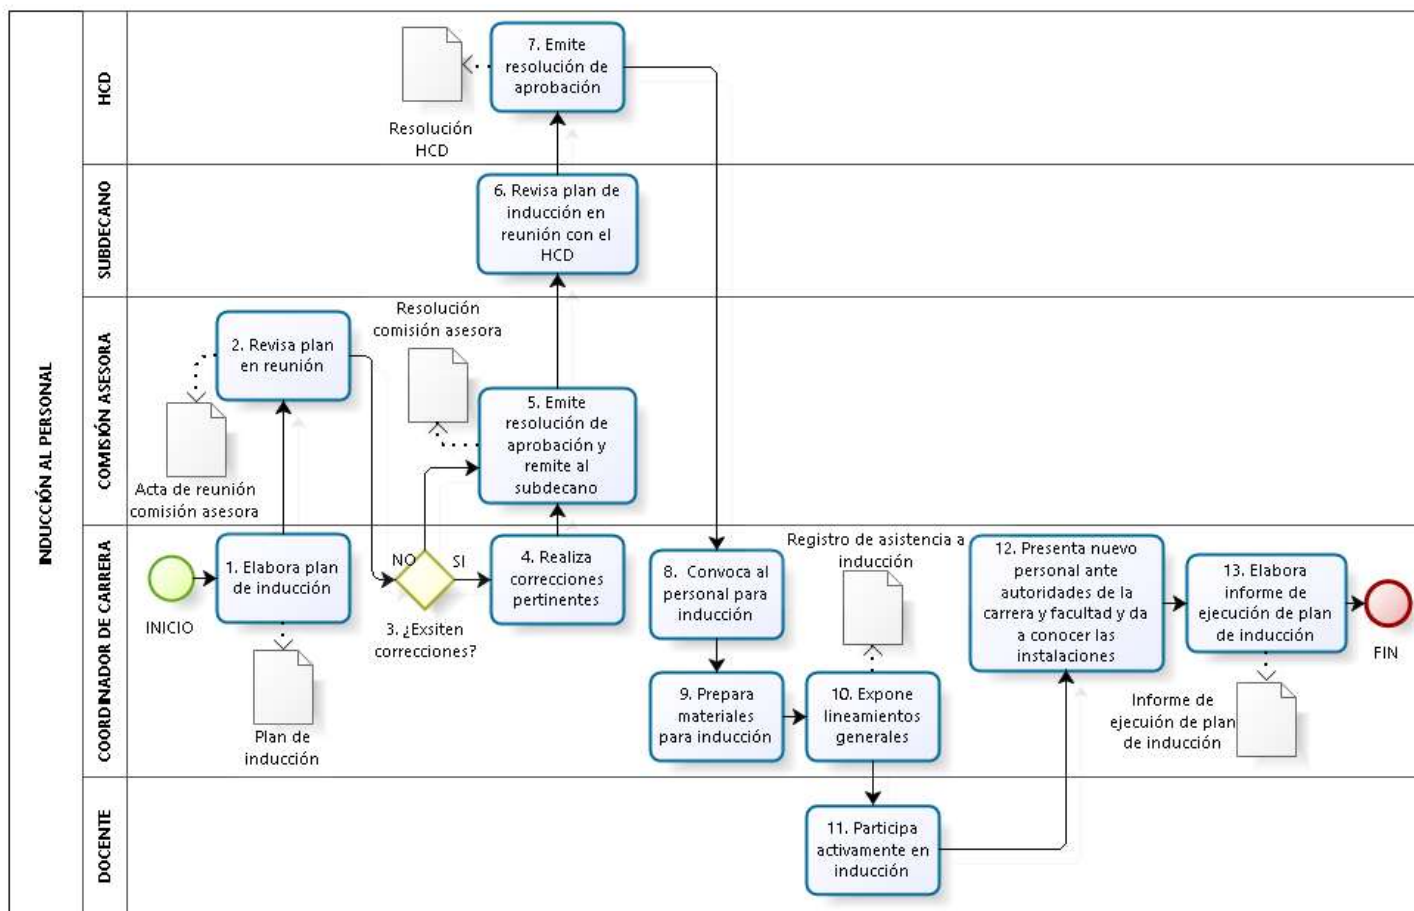 INDUCCIÓN AL PERSONAL
HCD
7. Emite
resolución de
aprobación
Resolución
HCD
SUBDECANO
6. Revisa plan de
inducción en
reunión con el
HCD
COMISIÓN ASESORA
2. Revisa plan
en reunión
Acta de reunión
comisión asesora
Resolución
comisión asesora
5. Emite
resolución de
aprobación y
remite al
subdecano
COORDINADOR DE CARRERA
INICIO
1. Elabora plan
de inducción
Plan de
inducción
NO
SI
3. ¿Exsiten
correcciones?
4. Realiza
correcciones
pertinentes
8. Convoca al
personal para
inducción
9. Prepara
materiales
para inducción
Registro de asistencia a
inducción
10. Expone
lineamientos
generales
12. Presenta nuevo
personal ante
autoridades de la
carrera y facultad y da
a conocer las
instalaciones
13. Elabora
informe de
ejecución de plan
de inducción
FIN
Informe de
ejecución de plan
de inducción
DOCENTE
11. Participa
activamente en
inducción